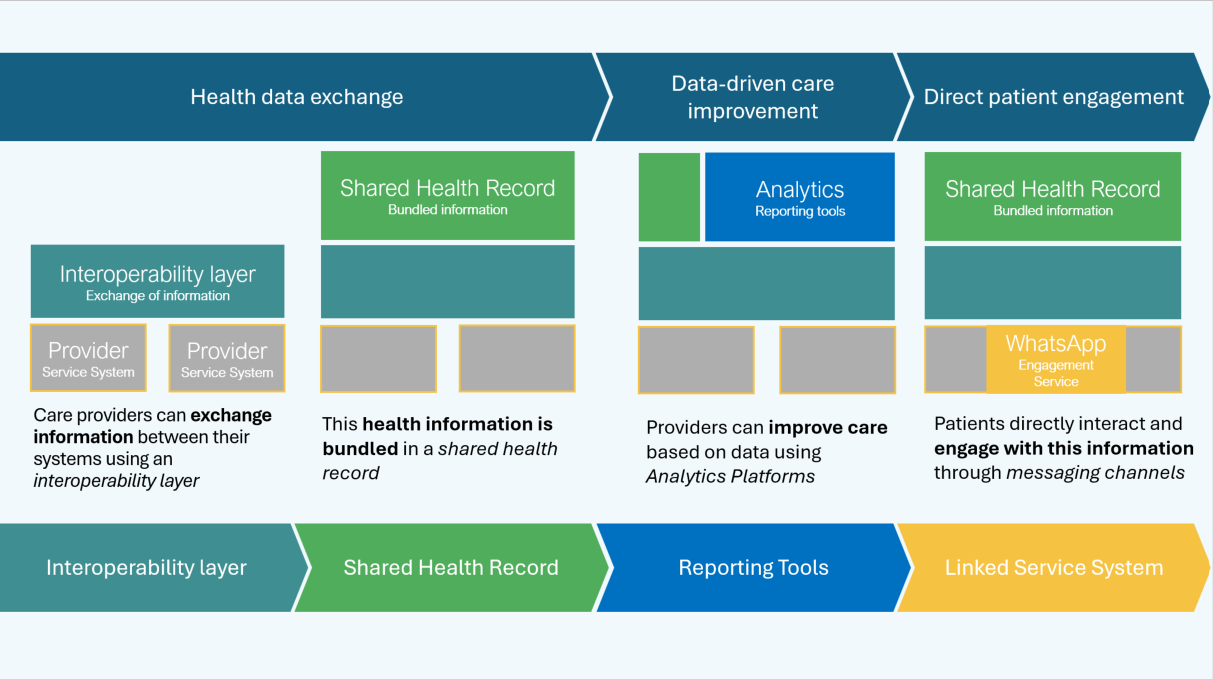 Health data exchange
Data-driven care
improvement
Direct patient engagement
Interoperability layer
Exchange of information
Provider
Service System
Provider
Service System
Care providers can exchange
information between their
systems using an
interoperability layer
Shared Health Record
Bundled information
This health information is
bundled in a shared health
record
Analytics
Reporting tools
Providers can improve care
based on data using
Analytics Platforms
Shared Health Record
Bundled information
WhatsApp
Engagement
Service
Patients directly interact and
engage with this information
through messaging channels
Interoperability layer
Shared Health Record
Reporting Tools
Linked Service System